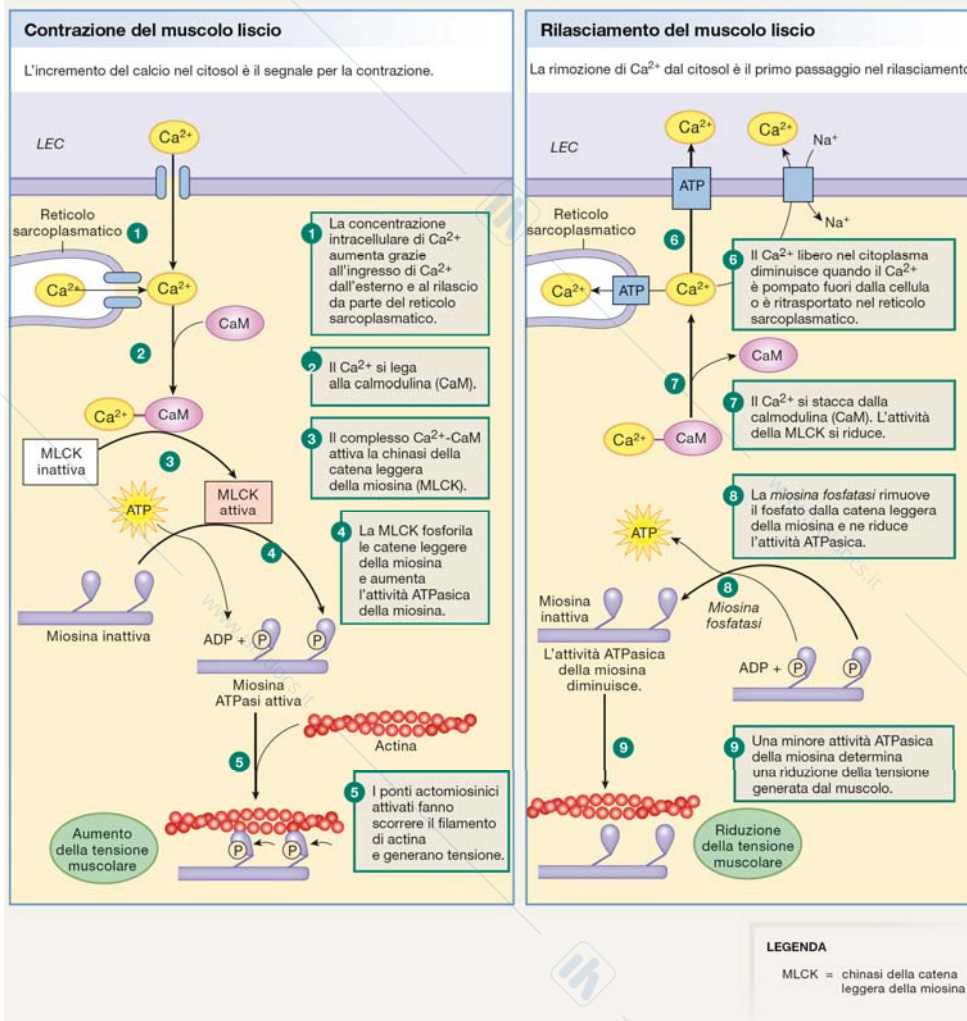 Contrazione del muscolo liscio
L'incremento del calcio nel citosol è il segnale per la contrazione.
LEC
Ca²⁺
Reticolo
sarcoplasmatico
1
Ca²⁺
Ca²⁺
1 La concentrazione
intracellulare di Ca²⁺
aumenta grazie
all'ingresso di Ca²⁺
dall'esterno e al rilascio
da parte del reticolo
sarcoplasmatico.
CaM
2
2 Il Ca²⁺ si lega
alla calmodulina (CaM).
Ca²⁺
CaM
MLCK
inattiva
3
3 Il complesso Ca²⁺-CaM
attiva la chinasi della
catena leggera
della miosina (MLCK).
MLCK
attiva
ATP
4
4 La MLCK fosforila
le catene leggere
della miosina
e aumenta
l'attività ATPasica
della miosina.
Miosina inattiva
ADP + P
P
Miosina
ATPasi attiva
Actina
5
5 I ponti actomiosinici
attivati fanno
scorrere il filamento
di actina
e generano tensione.
P
P
Aumento
della tensione
muscolare
Rilasciamento del muscolo liscio
La rimozione di Ca²⁺ dal citosol è il primo passaggio nel rilasciamento
LEC
Ca²⁺
Ca²⁺
Na⁺
ATP
Na⁺
Reticolo
sarcoplasmatico
6
Ca²⁺
ATP
Ca²⁺
6 Il Ca²⁺ libero nel citoplasma
diminuisce quando il Ca²⁺
è pompato fuori dalla cellula
o è ritrasportato nel reticolo
sarcoplasmatico.
CaM
7
Ca²⁺
CaM
7 Il Ca²⁺ si stacca dalla
calmodulina (CaM). L'attività
della MLCK si riduce.
8 La miosina fosfatasi rimuove
il fosfato dalla catena leggera
della miosina e ne riduce
l'attività ATPasica.
ATP
8
Miosina
inattiva
Miosina
fosfatasi
L'attività ATPasica
della miosina
diminuisce.
ADP + P
P
9
9 Una minore attività ATPasica
della miosina determina
una riduzione della tensione
generata dal muscolo.
Riduzione
della tensione
muscolare
LEGENDA
MLCK = chinasi della catena
leggera della miosina